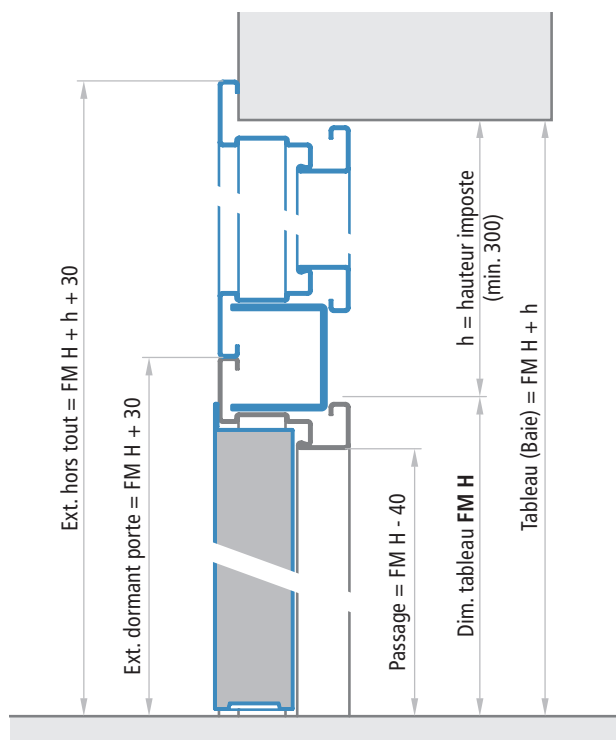 Ext. hors tout = FM H + h + 30
Ext. dormant porte = FM H + 30
Passage = FM H - 40
h = hauteur imposte
(min. 300)
Dim. tableau FM H
Tableau (Baie) = FM H + h